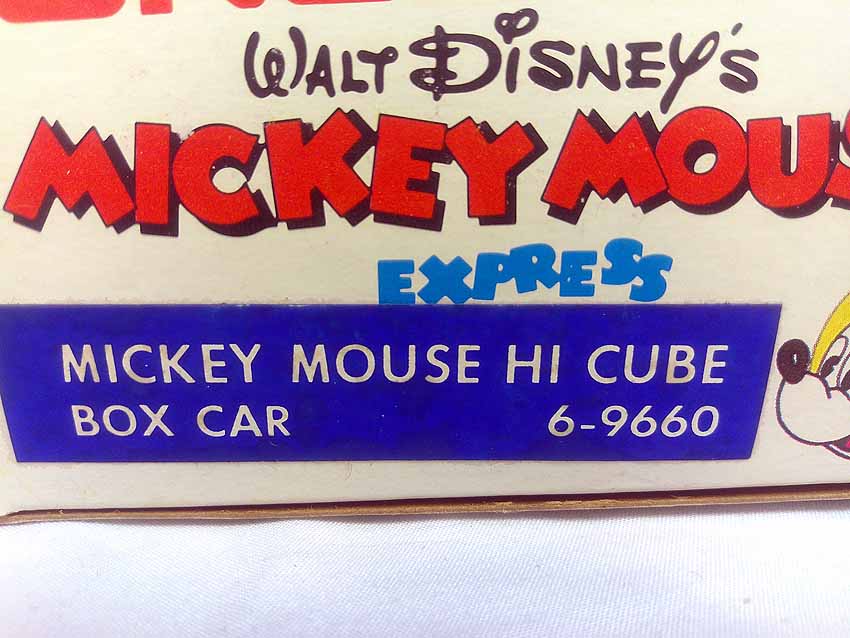 WALT DISNEY'S
MICKEY MOUS
EXPRESS
MICKEY MOUSE HI CUBE
BOX CAR 6-9660